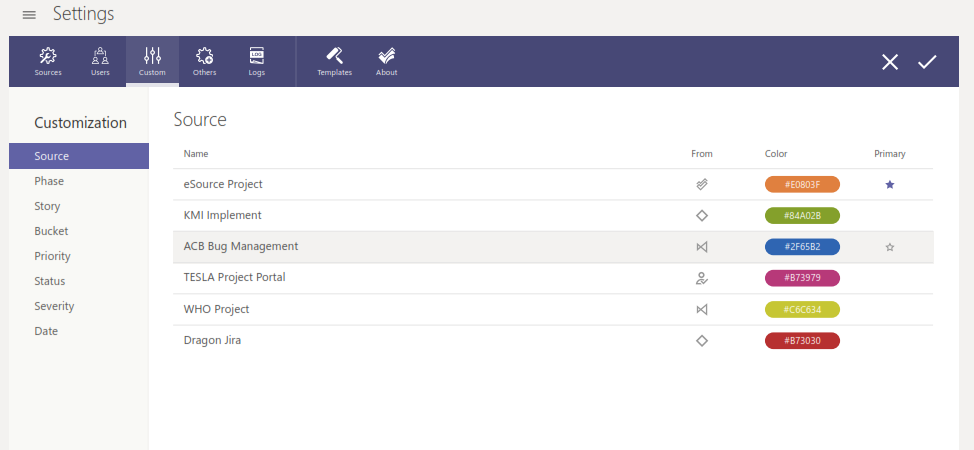 Settings
Sources Users Custom Others Logs Templates About
LOG
Customization
Source
Phase
Story
Bucket
Priority
Status
Severity
Date
Source
Name From Color Primary
eSource Project #E0803F
KMI Implement #84A02B
ACB Bug Management #2F65B2
TESLA Project Portal #B73979
WHO Project #C6C634
Dragon Jira #B73030